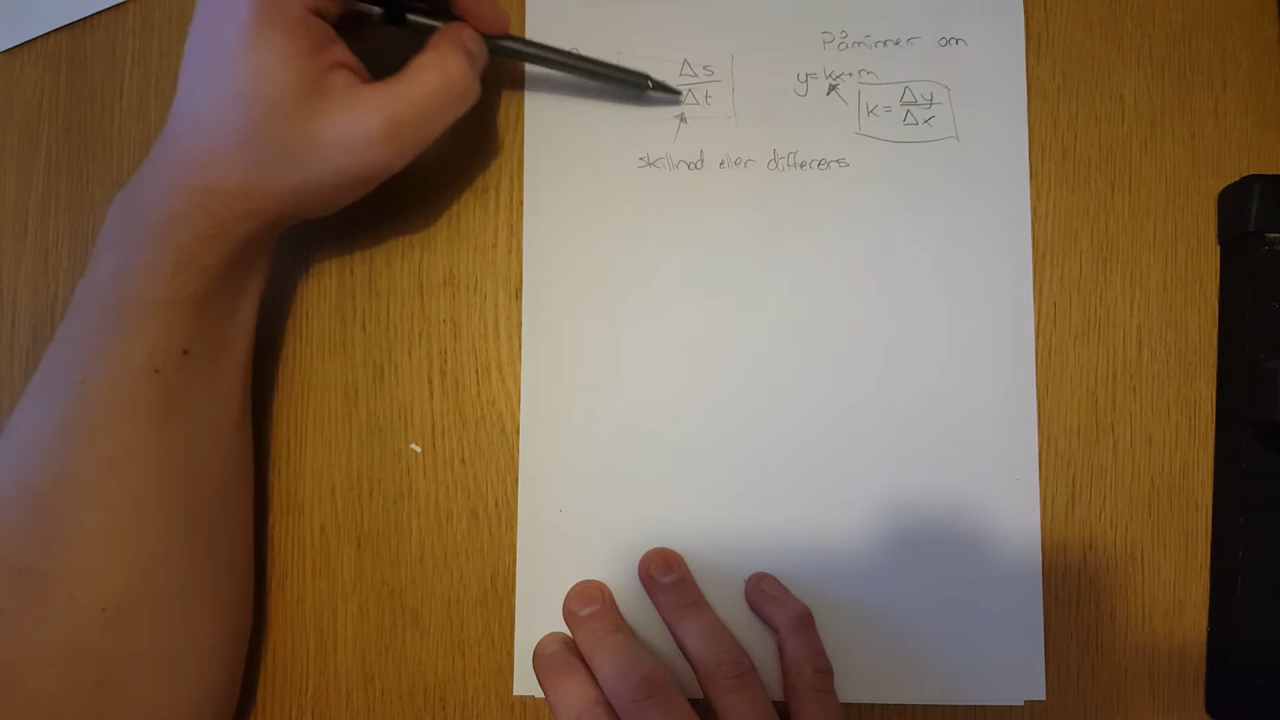 Påminner om
Δs
Δt
y=kx+m
k = Δy
Δx
skillnad eller differens